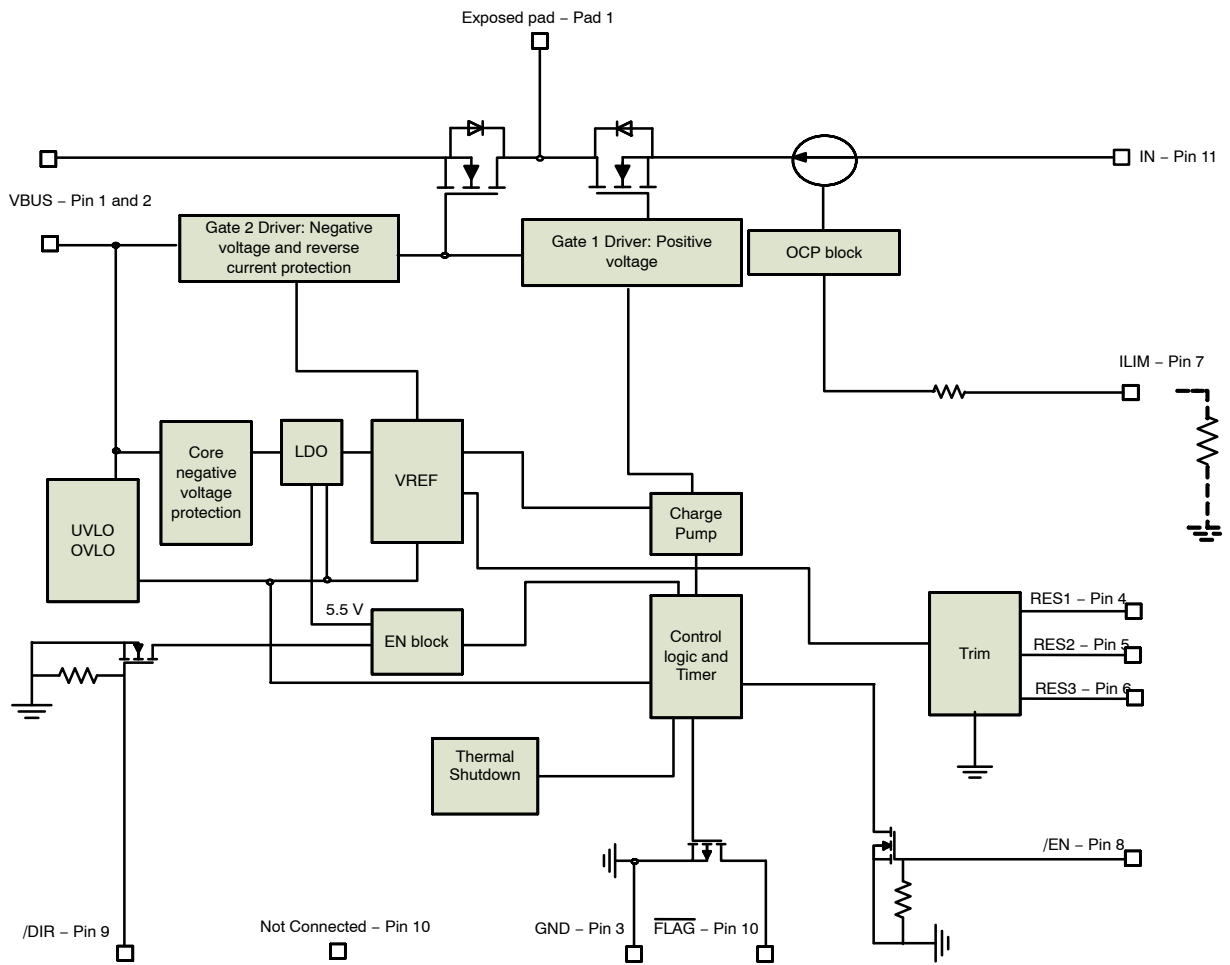 Exposed pad – Pad 1
IN – Pin 11
VBUS – Pin 1 and 2
Gate 2 Driver: Negative
voltage and reverse
current protection
Gate 1 Driver: Positive
voltage
OCP block
ILIM – Pin 7
Core
negative
voltage
protection
LDO
VREF
UVLO
OVLO
Charge
Pump
5.5 V
EN block
Control
logic and
Timer
Trim
RES1 – Pin 4
RES2 – Pin 5
RES3 – Pin 6
Thermal
Shutdown
/EN – Pin 8
/DIR – Pin 9
Not Connected – Pin 10
GND – Pin 3
FLAG – Pin 10